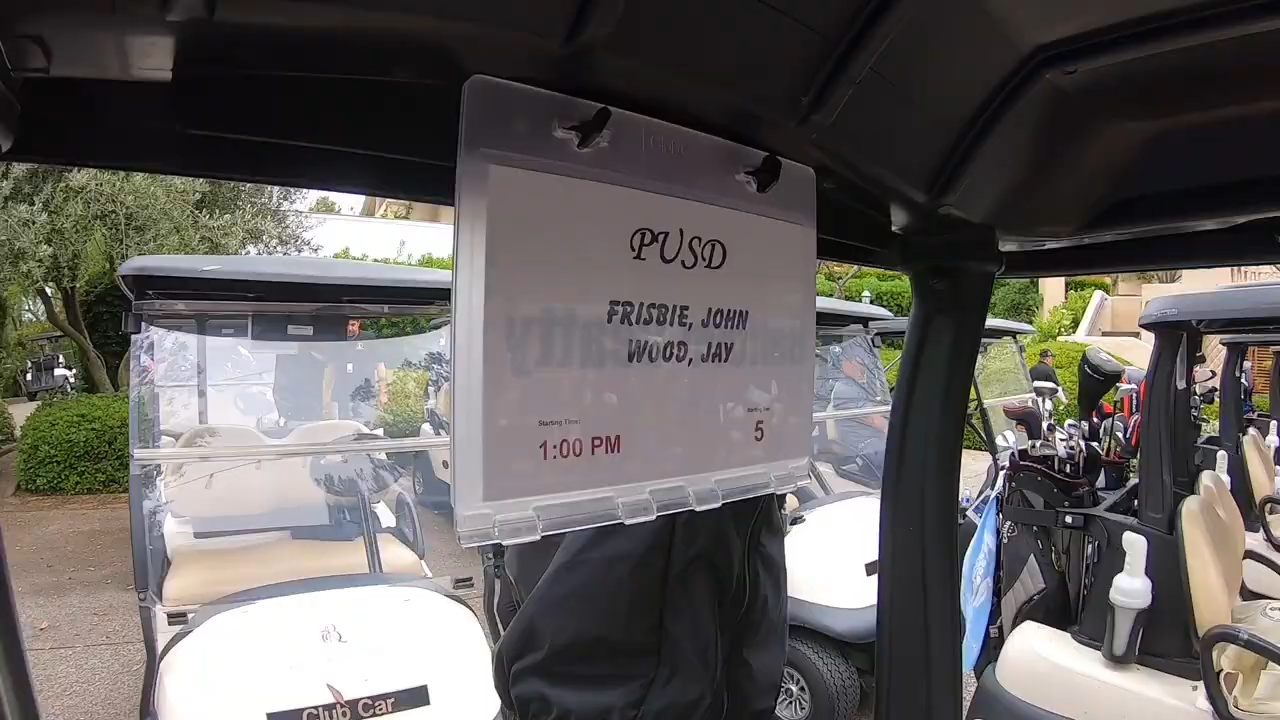 PUSD
FRISBIE, JOHN
WOOD, JAY
Starting Time:
1:00 PM
5
Club Car